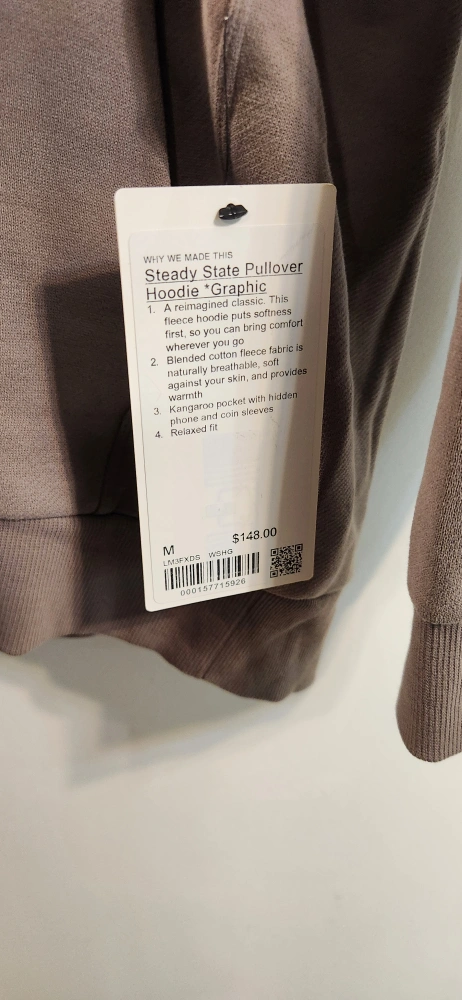 WHY WE MADE THIS
Steady State Pullover
Hoodie *Graphic
1. A reimagined classic. This
fleece hoodie puts softness
first, so you can bring comfort
wherever you go
2. Blended cotton fleece fabric is
naturally breathable, soft
against your skin, and provides
warmth
3. Kangaroo pocket with hidden
phone and coin sleeves
4. Relaxed fit
M $148.00
LM3FXDS WSHG
000157715926